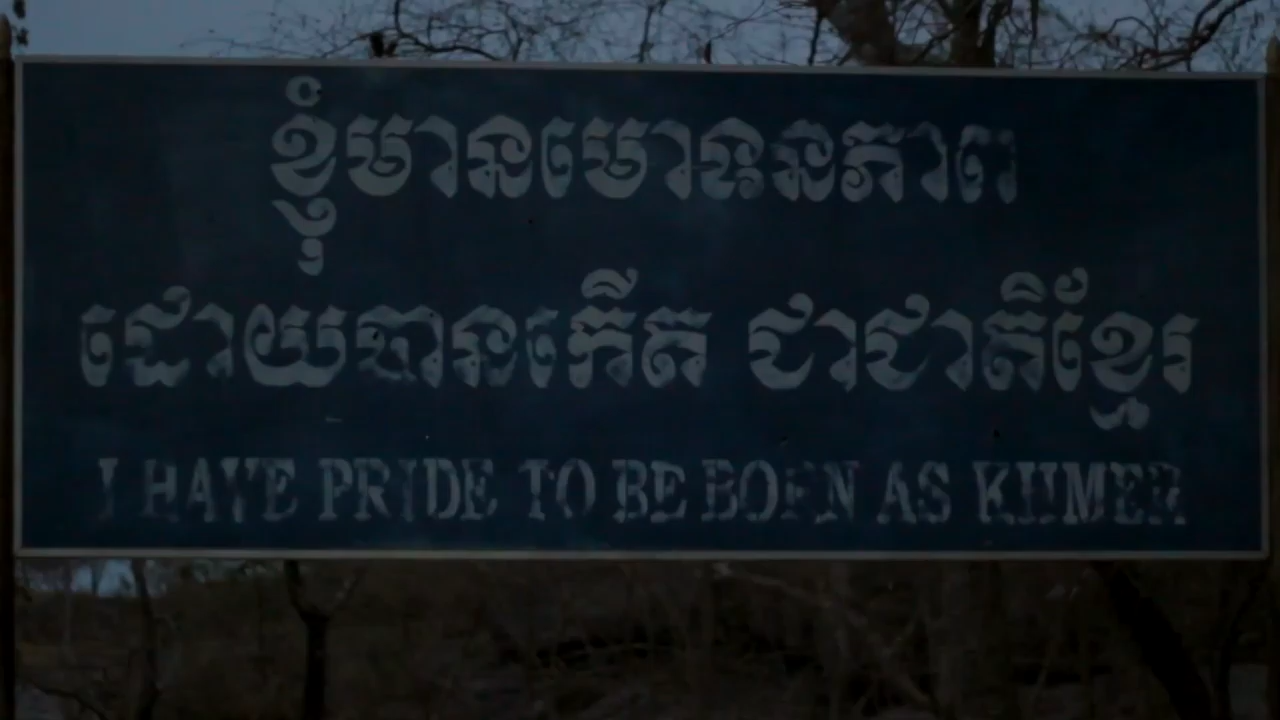 ខ្ញុំមានមោទនភាព
ដោយបានកើត ជាជាតិខ្មែរ
I HAVE PRIDE TO BE BORN AS KHMER